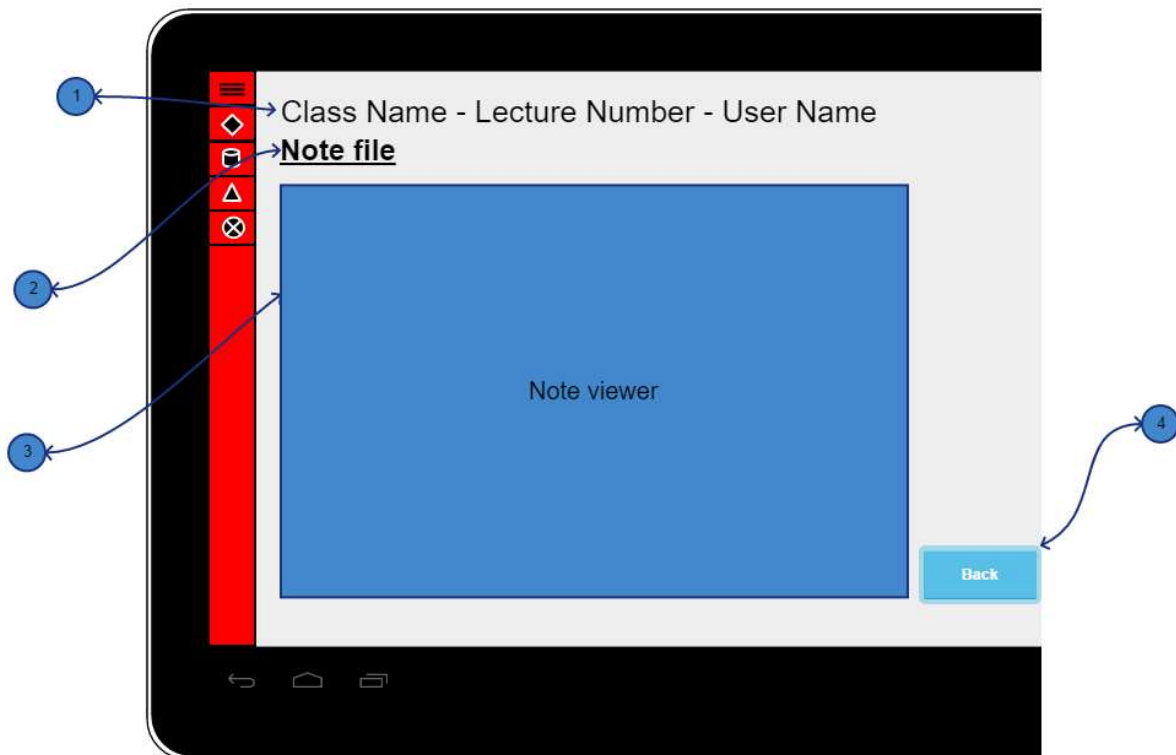 1
Class Name - Lecture Number - User Name
Note file
2
Note viewer
3
4
Back